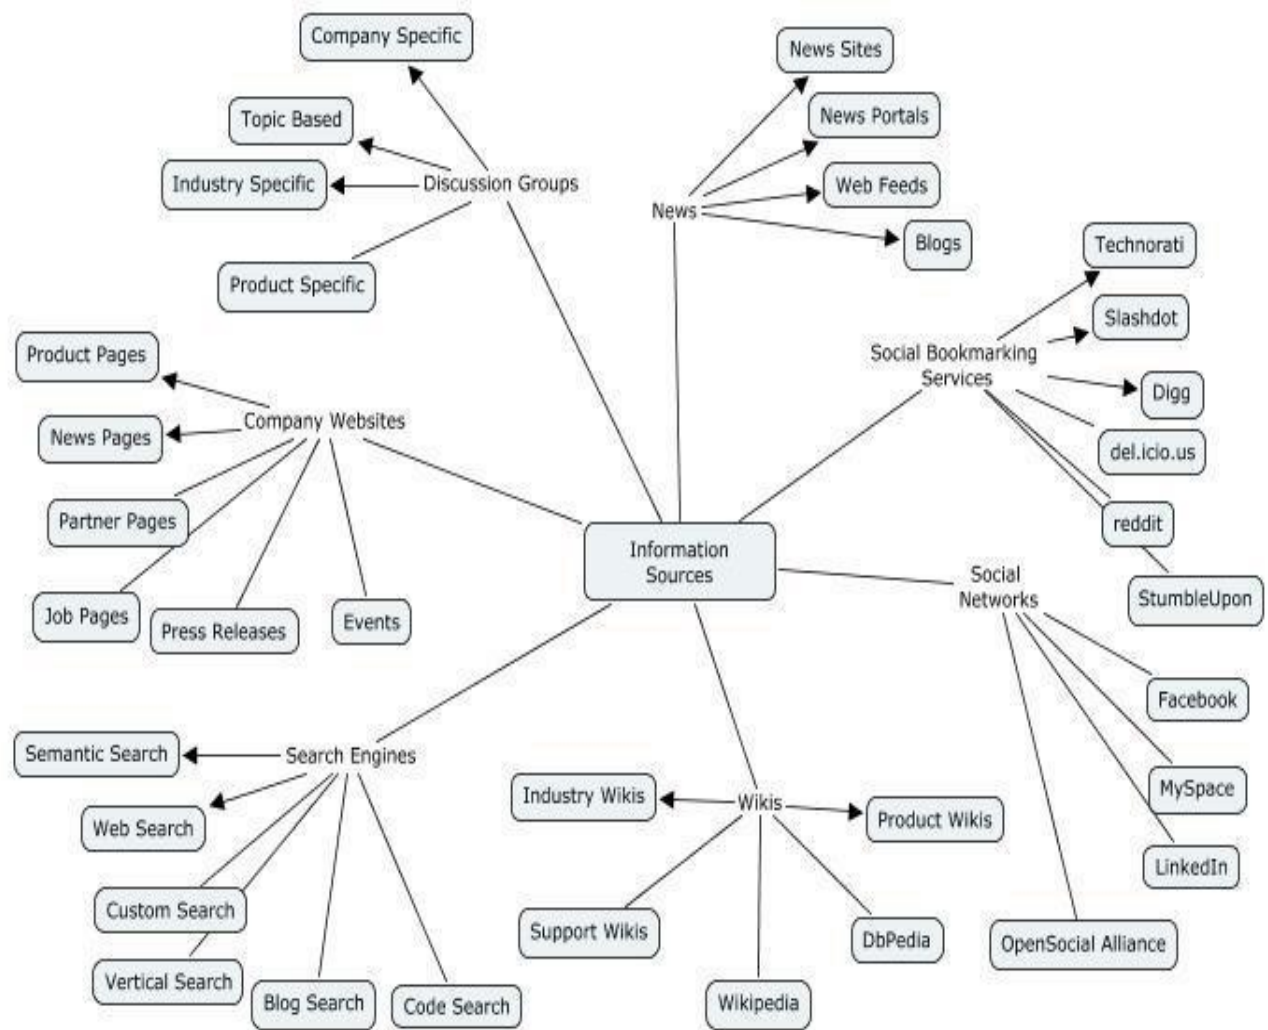 Company Specific
News Sites
Topic Based
News Portals
Industry Specific
Discussion Groups
Web Feeds
News
Blogs
Technorati
Product Specific
Slashdot
Product Pages
Social Bookmarking
Services
Digg
Company Websites
News Pages
del.icio.us
Partner Pages
reddit
Information
Sources
Social
Networks
StumbleUpon
Job Pages
Press Releases
Events
Facebook
Semantic Search
Search Engines
MySpace
Industry Wikis
Wikis
Product Wikis
Web Search
LinkedIn
Custom Search
Support Wikis
DbPedia
OpenSocial Alliance
Vertical Search
Blog Search
Code Search
Wikipedia